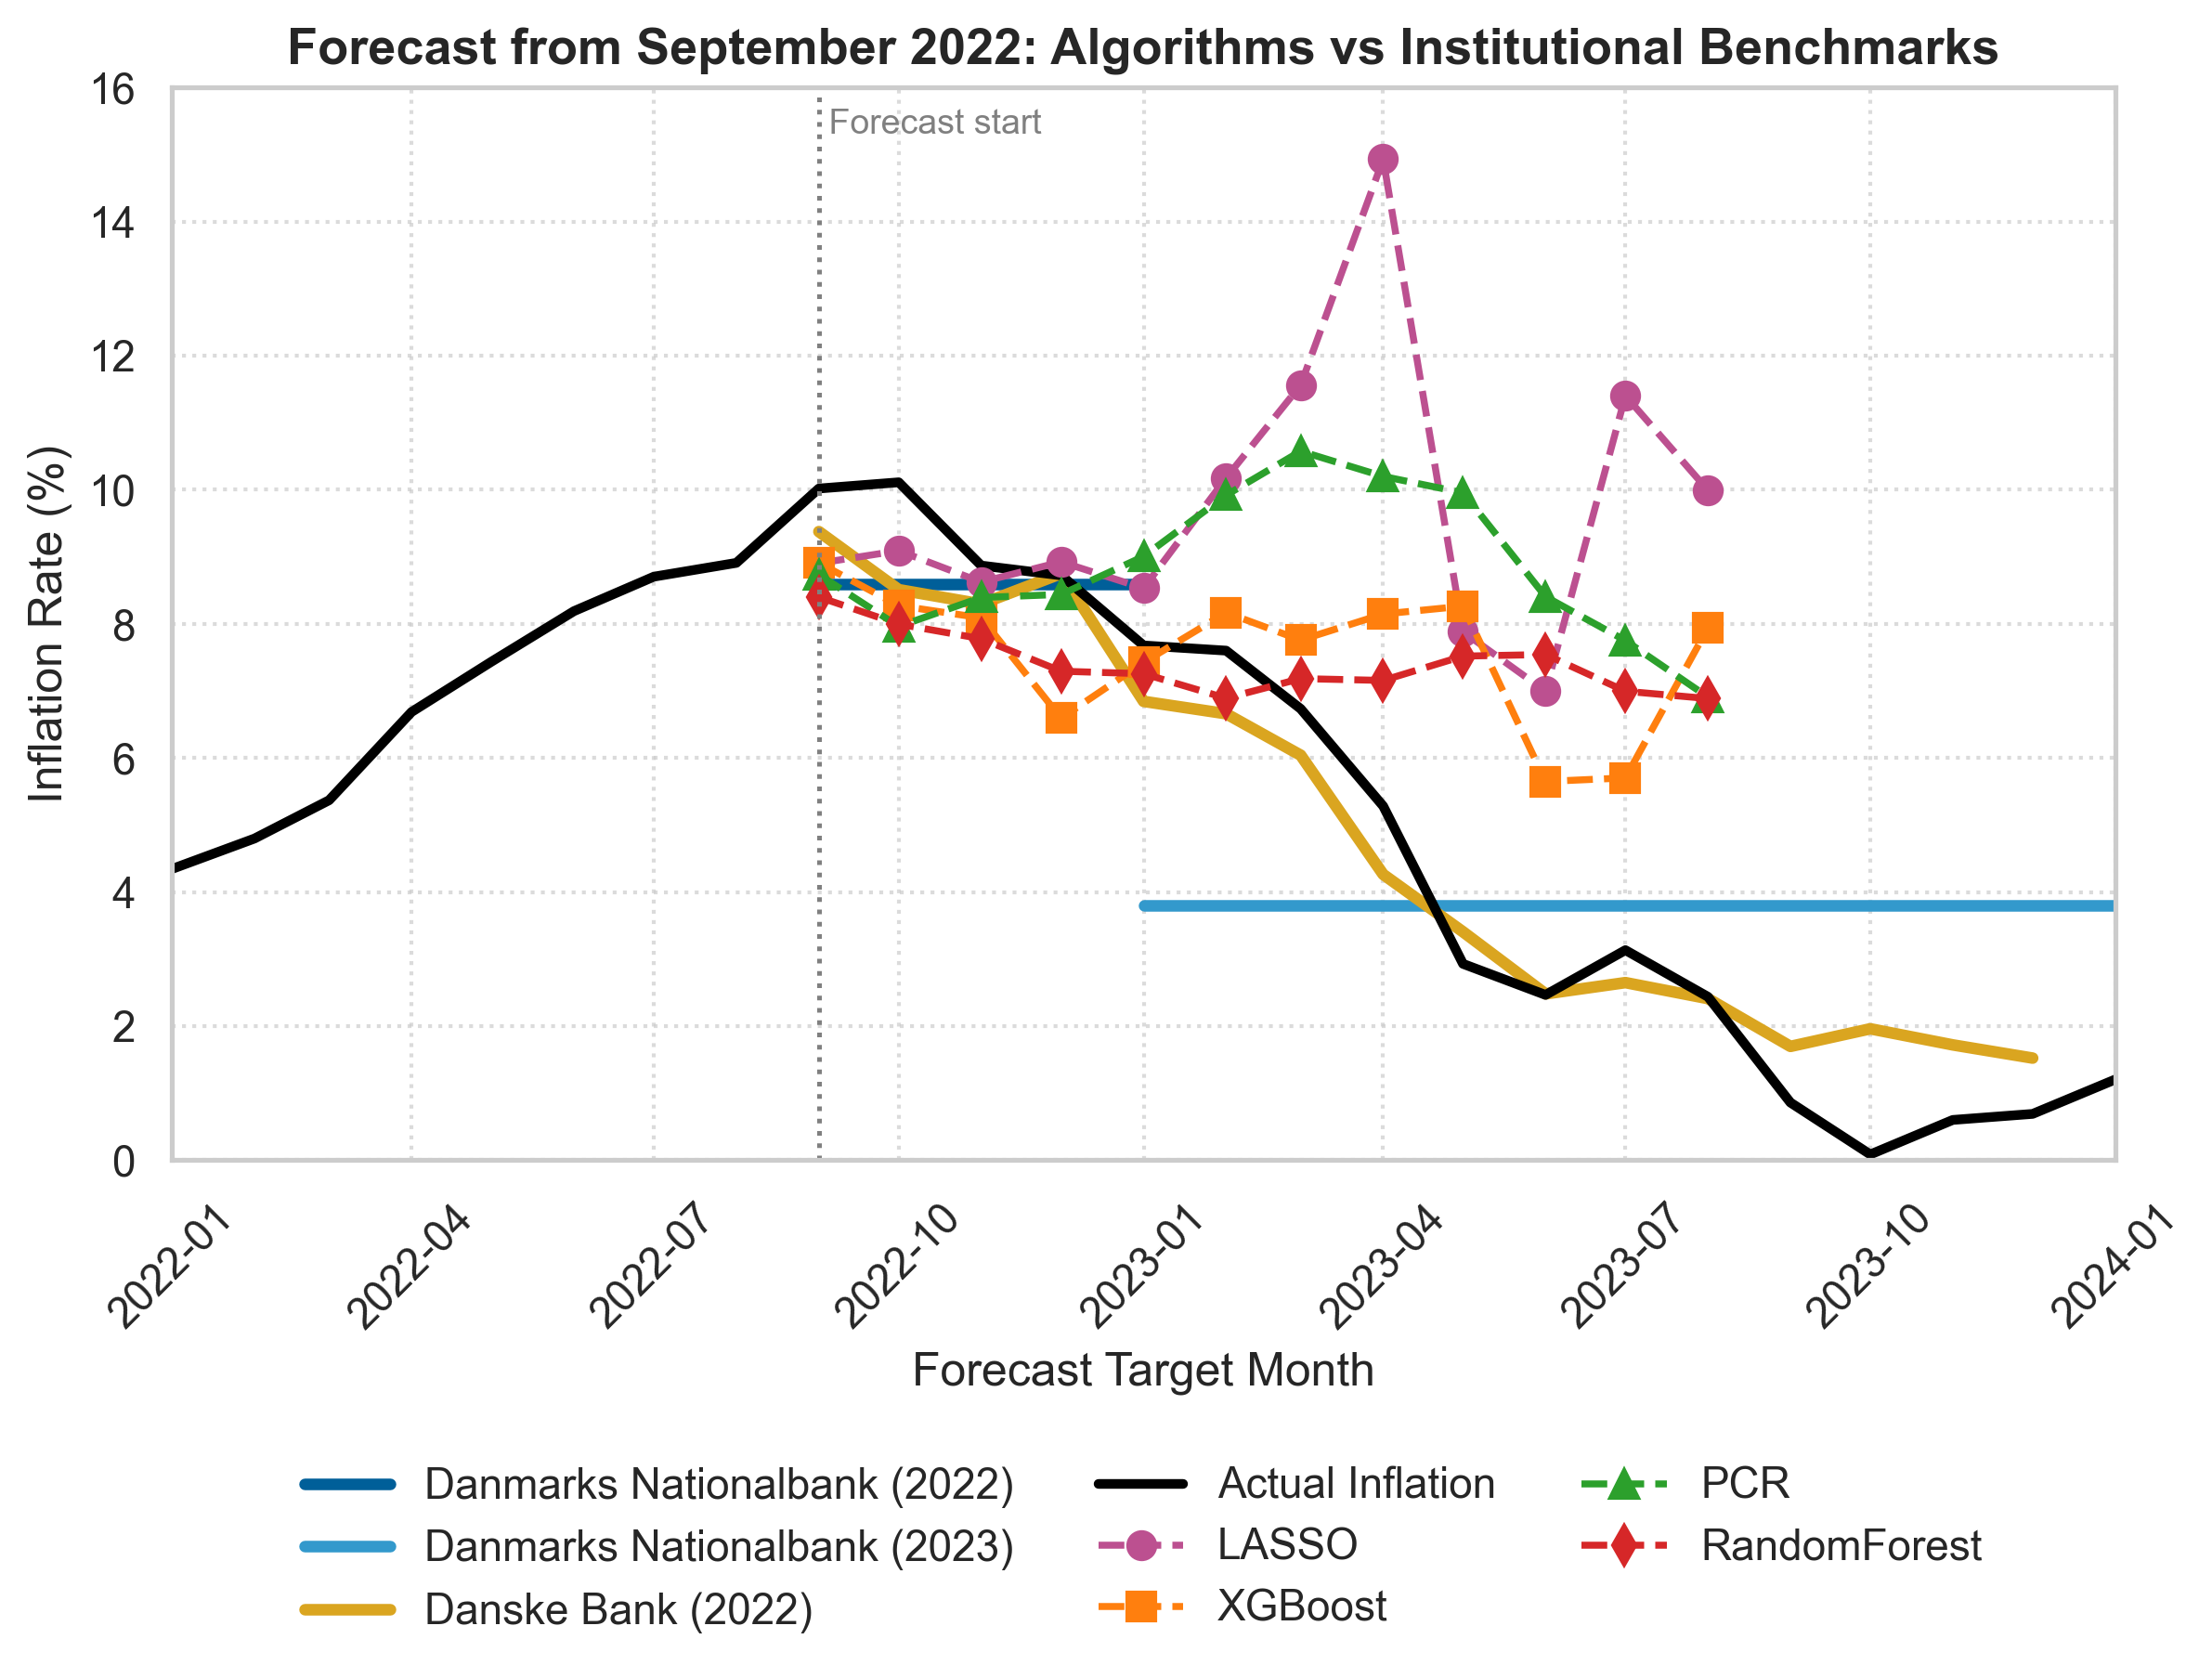 Forecast from September 2022: Algorithms vs Institutional Benchmarks
16
14
12
10
8
6
4
2
0
Inflation Rate (%)
Forecast start
2022-01
2022-04
2022-07
2022-10
2023-01
2023-04
2023-07
2023-10
2024-01
Forecast Target Month
Danmarks Nationalbank (2022)
Danmarks Nationalbank (2023)
Danske Bank (2022)
Actual Inflation
LASSO
XGBoost
PCR
RandomForest